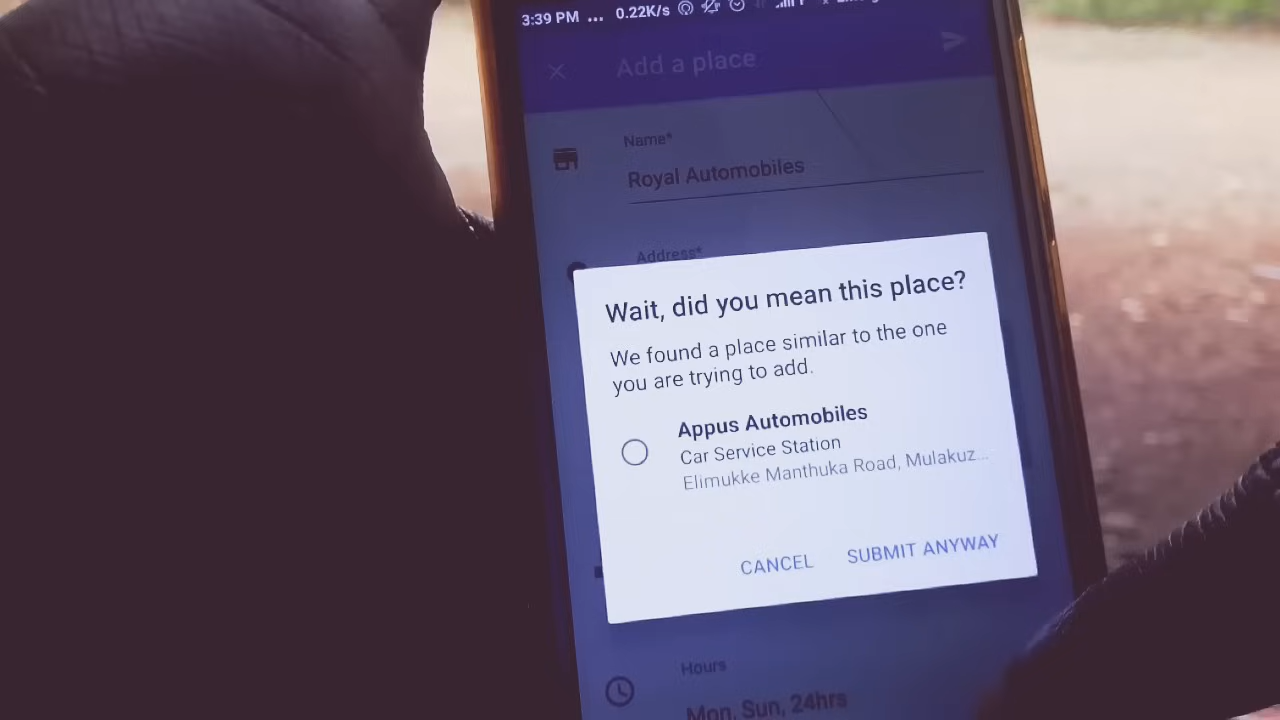 3:39 PM ... 0.22K/s
Add a place
Name*
Royal Automobiles
Address*
Wait, did you mean this place?
We found a place similar to the one
you are trying to add.
Appus Automobiles
Car Service Station
Elimukke Manthuka Road, Mulakuz...
CANCEL SUBMIT ANYWAY
Hours
Mon, Sun, 24hrs